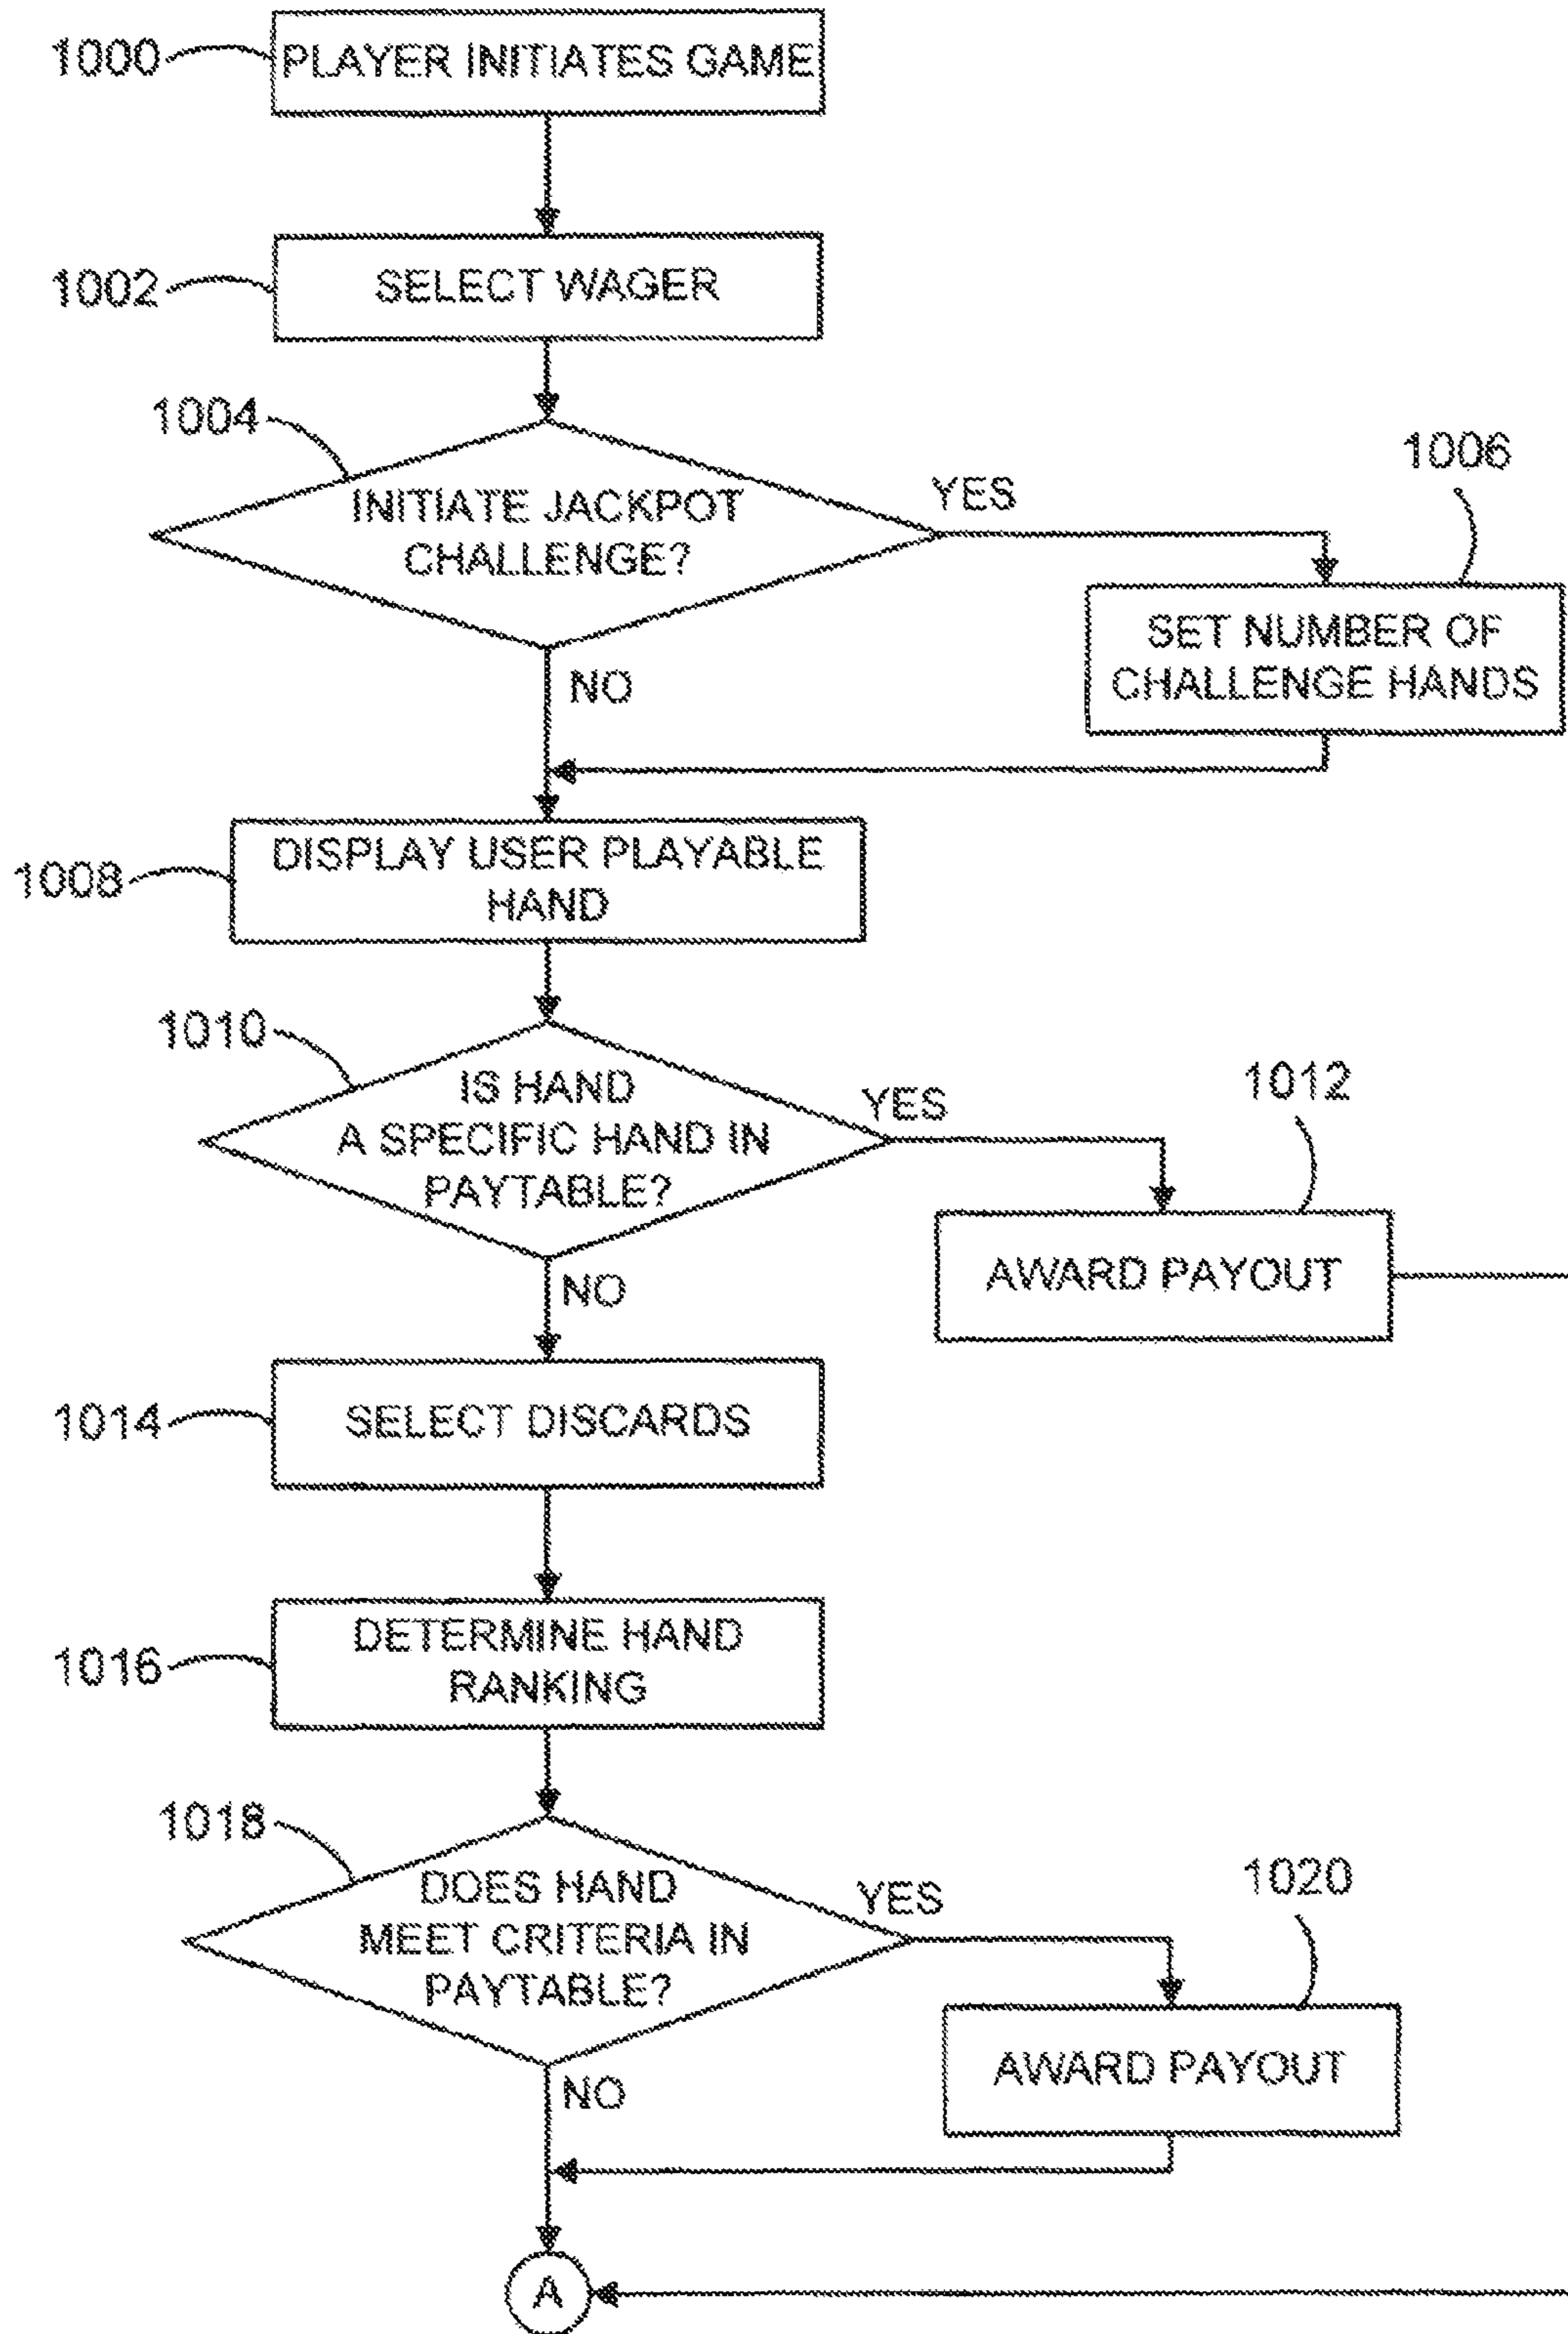 1000
PLAYER INITIATES GAME
1002
SELECT WAGER
1004
INITIATE JACKPOT
CHALLENGE?
YES
1006
SET NUMBER OF
CHALLENGE HANDS
NO
1008
DISPLAY USER PLAYABLE
HAND
1010
IS HAND
A SPECIFIC HAND IN
PAYTABLE?
YES
1012
AWARD PAYOUT
NO
1014
SELECT DISCARDS
1016
DETERMINE HAND
RANKING
1018
DOES HAND
MEET CRITERIA IN
PAYTABLE?
YES
1020
AWARD PAYOUT
NO
A